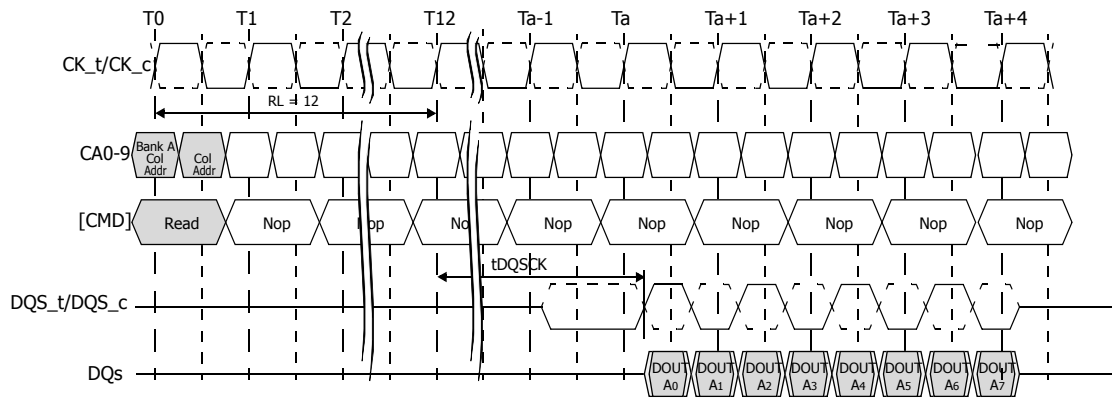 T0 T1 T2 T12 Ta-1 Ta Ta+1 Ta+2 Ta+3 Ta+4
CK_t/CK_c
RL = 12
CA0-9
Bank A Col Addr
Col Addr
[CMD] Read Nop Nop Nop Nop Nop Nop Nop Nop Nop
tDQSCK
DQS_t/DQS_c
DQs
DOUT A0 DOUT A1 DOUT A2 DOUT A3 DOUT A4 DOUT A5 DOUT A6 DOUT A7